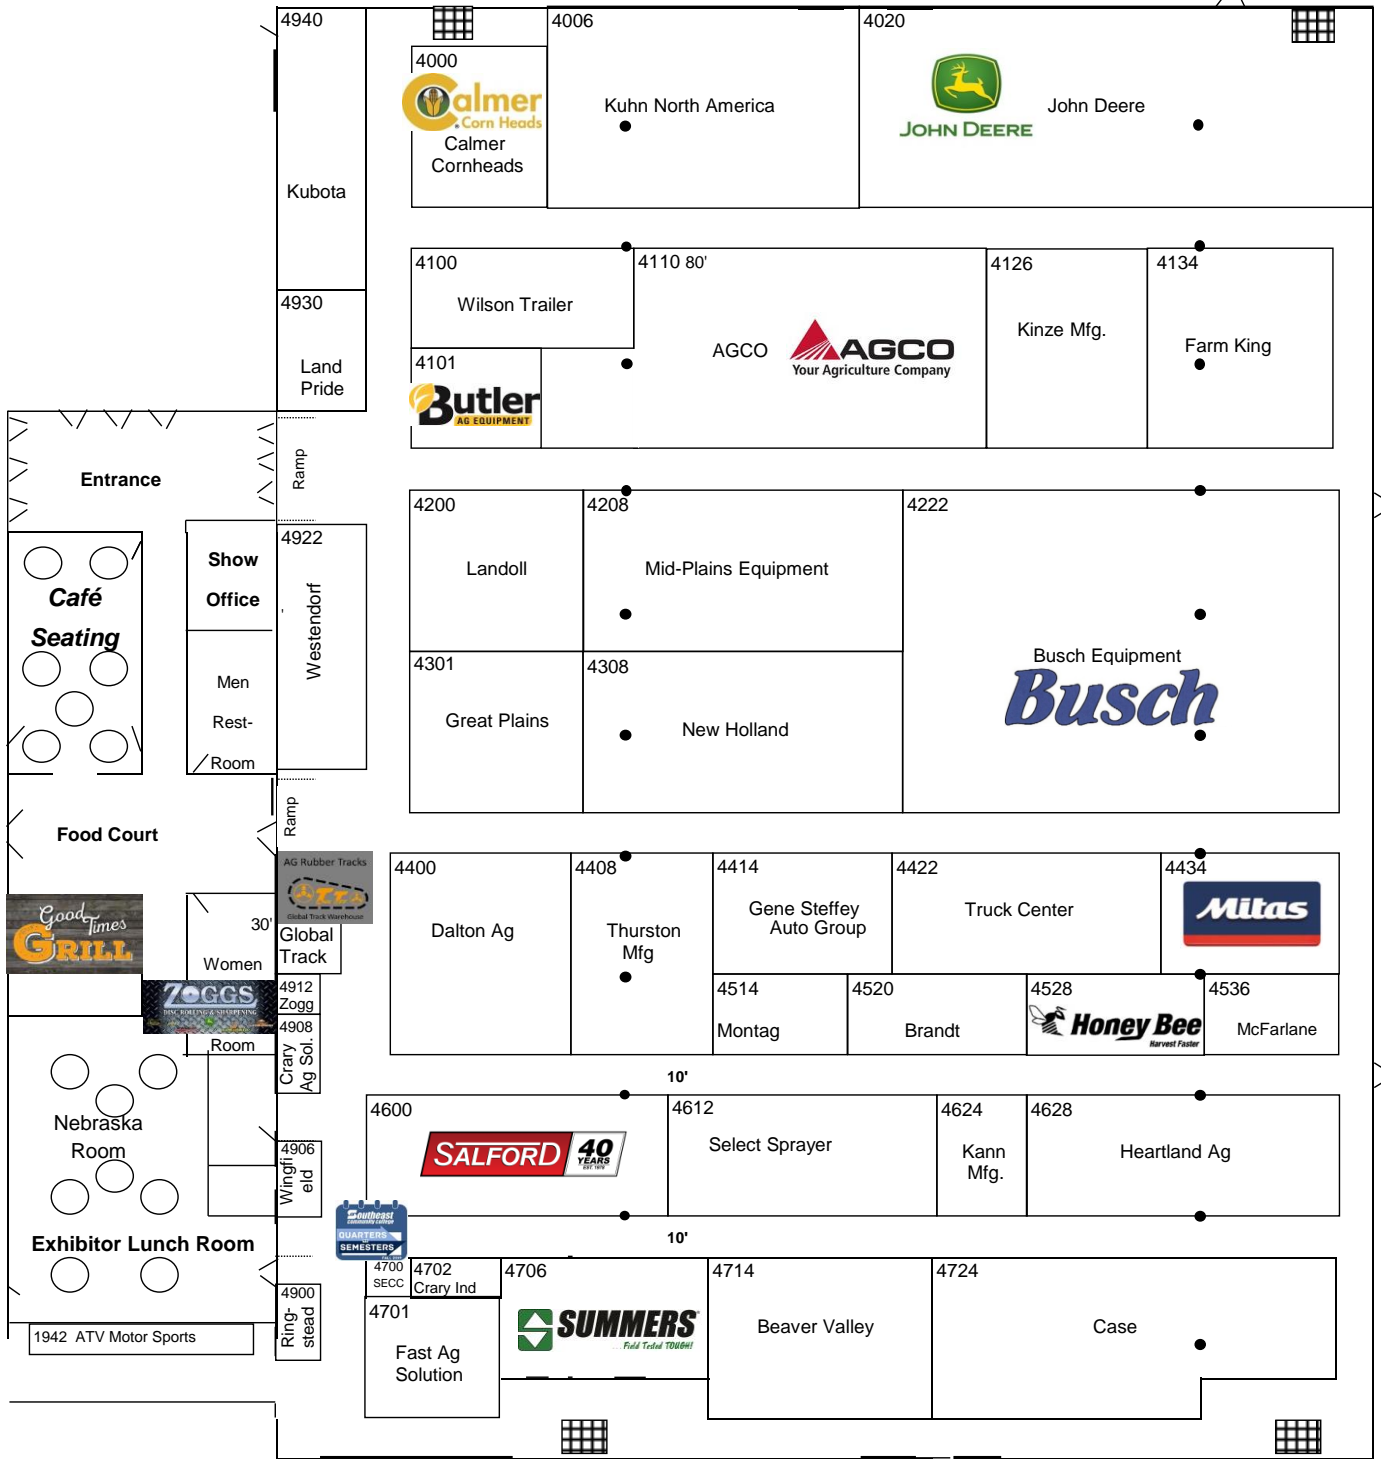 4940
Kubota
4930
Land
Pride
4000
Calmer
Corn Heads
Calmer
Cornheads
4006
Kuhn North America
4020
JOHN DEERE
John Deere
4100
Wilson Trailer
4101
Butler
AG EQUIPMENT
4110 80'
AGCO
AGCO
Your Agriculture Company
4126
Kinze Mfg.
4134
Farm King
Entrance
Ramp
Show
Office
Café
Seating
Men
Rest-
Room
4922
'
Westendorf
4200
Landoll
4208
Mid-Plains Equipment
4222
Busch Equipment
Busch
4301
Great Plains
4308
New Holland
Food Court
Ramp
AG Rubber Tracks
Global Track Warehouse
Global
Track
Good Times
GRILL
30'
Women
ZOGGS
DISC ROLLING & SHARPENING
Room
4912
Zogg
4908
Crary
Ag Sol.
4400
Dalton Ag
4408
Thurston
Mfg
4414
Gene Steffey
Auto Group
4422
Truck Center
4434
Mitas
4514
Montag
4520
Brandt
4528
Honey Bee
Harvest Faster
4536
McFarlane
10'
Nebraska
Room
Exhibitor Lunch Room
1942 ATV Motor Sports
4906
Wingfi
eld
4900
Ring-
stead
4600
SALFORD
40
YEARS
EST. 1978
4612
Select Sprayer
4624
Kann
Mfg.
4628
Heartland Ag
10'
Southeast
community college
QUARTERS
SEMESTERS
4700
SECC
4702
Crary Ind
4701
Fast Ag
Solution
4706
SUMMERS
...Field Tested TOUGH!
4714
Beaver Valley
4724
Case